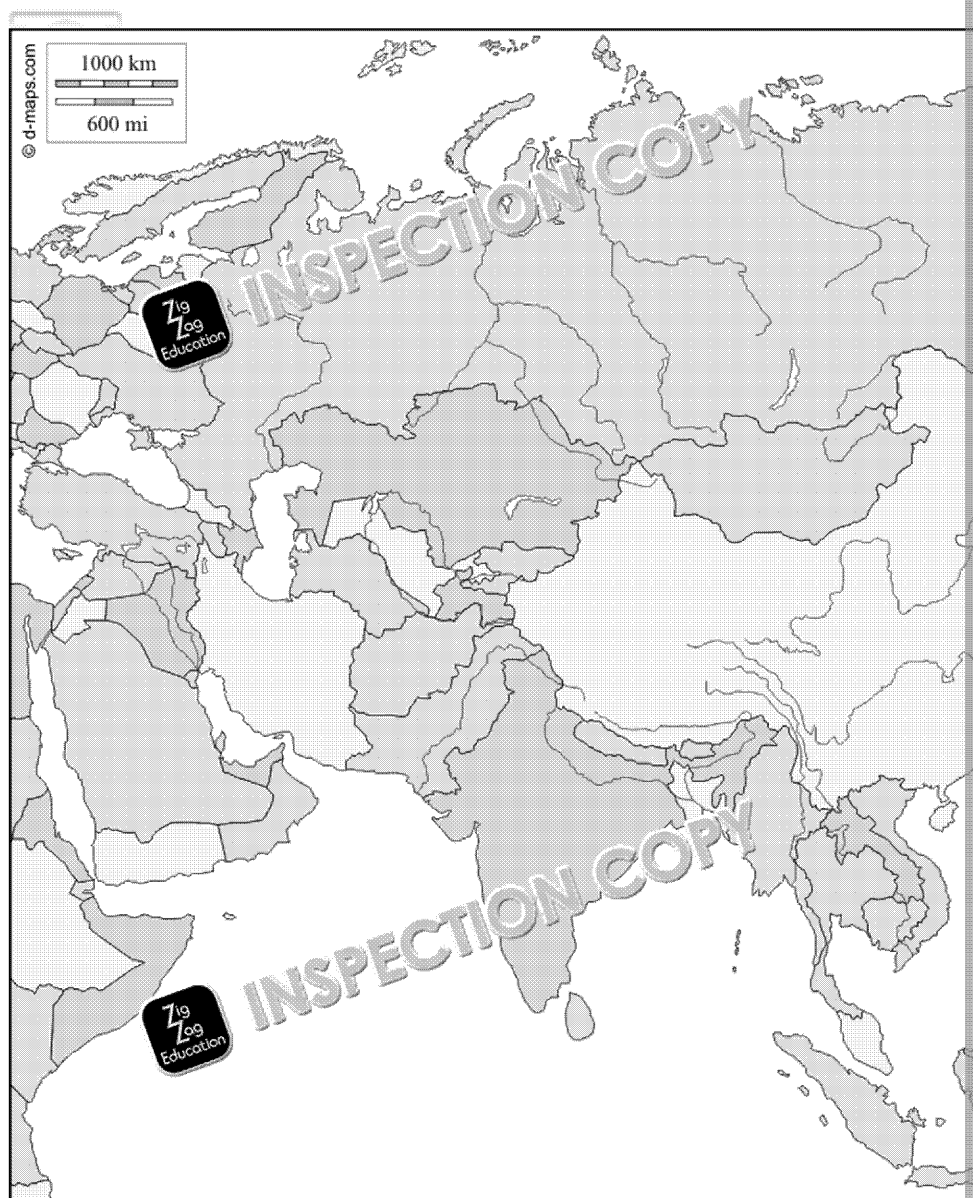 © d-maps.com
1000 km
600 mi
INSPECTION COPY
Zig
Zag
Education
INSPECTION COPY
Zig
Zag
Education